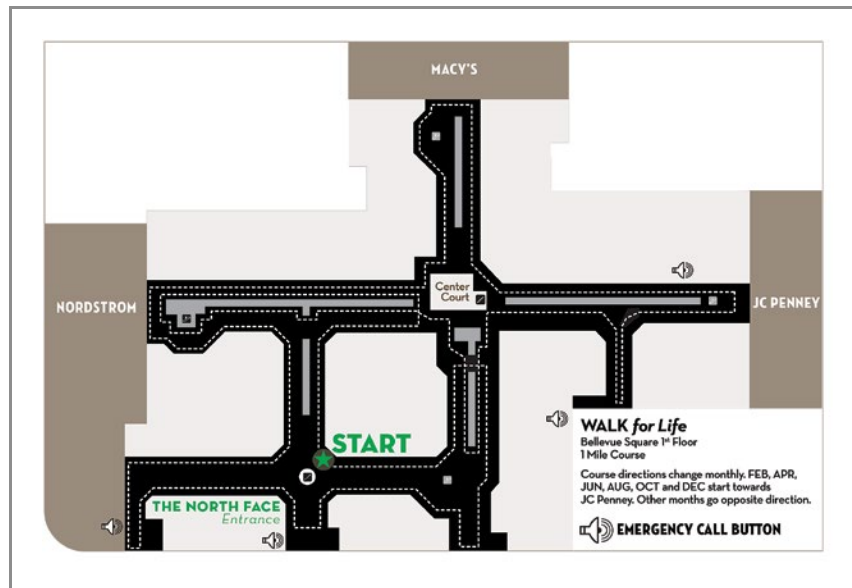 MACY'S
NORDSTROM
Center
Court
JC PENNEY
START
THE NORTH FACE
Entrance
WALK for Life
Bellevue Square 1st Floor
1 Mile Course
Course directions change monthly. FEB, APR,
JUN, AUG, OCT and DEC start towards
JC Penney. Other months go opposite direction.
EMERGENCY CALL BUTTON